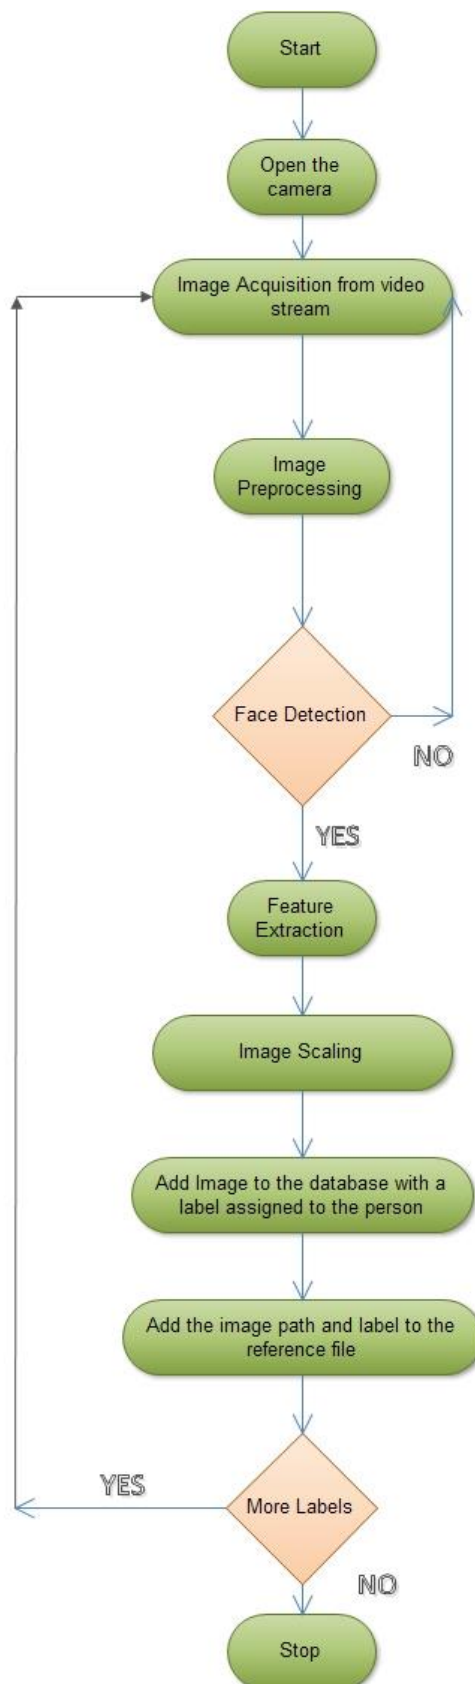 Start
Open the
camera
Image Acquisition from video
stream
Image
Preprocessing
Face Detection
NO
YES
Feature
Extraction
Image Scaling
Add Image to the database with a
label assigned to the person
Add the image path and label to the
reference file
YES
More Labels
NO
Stop